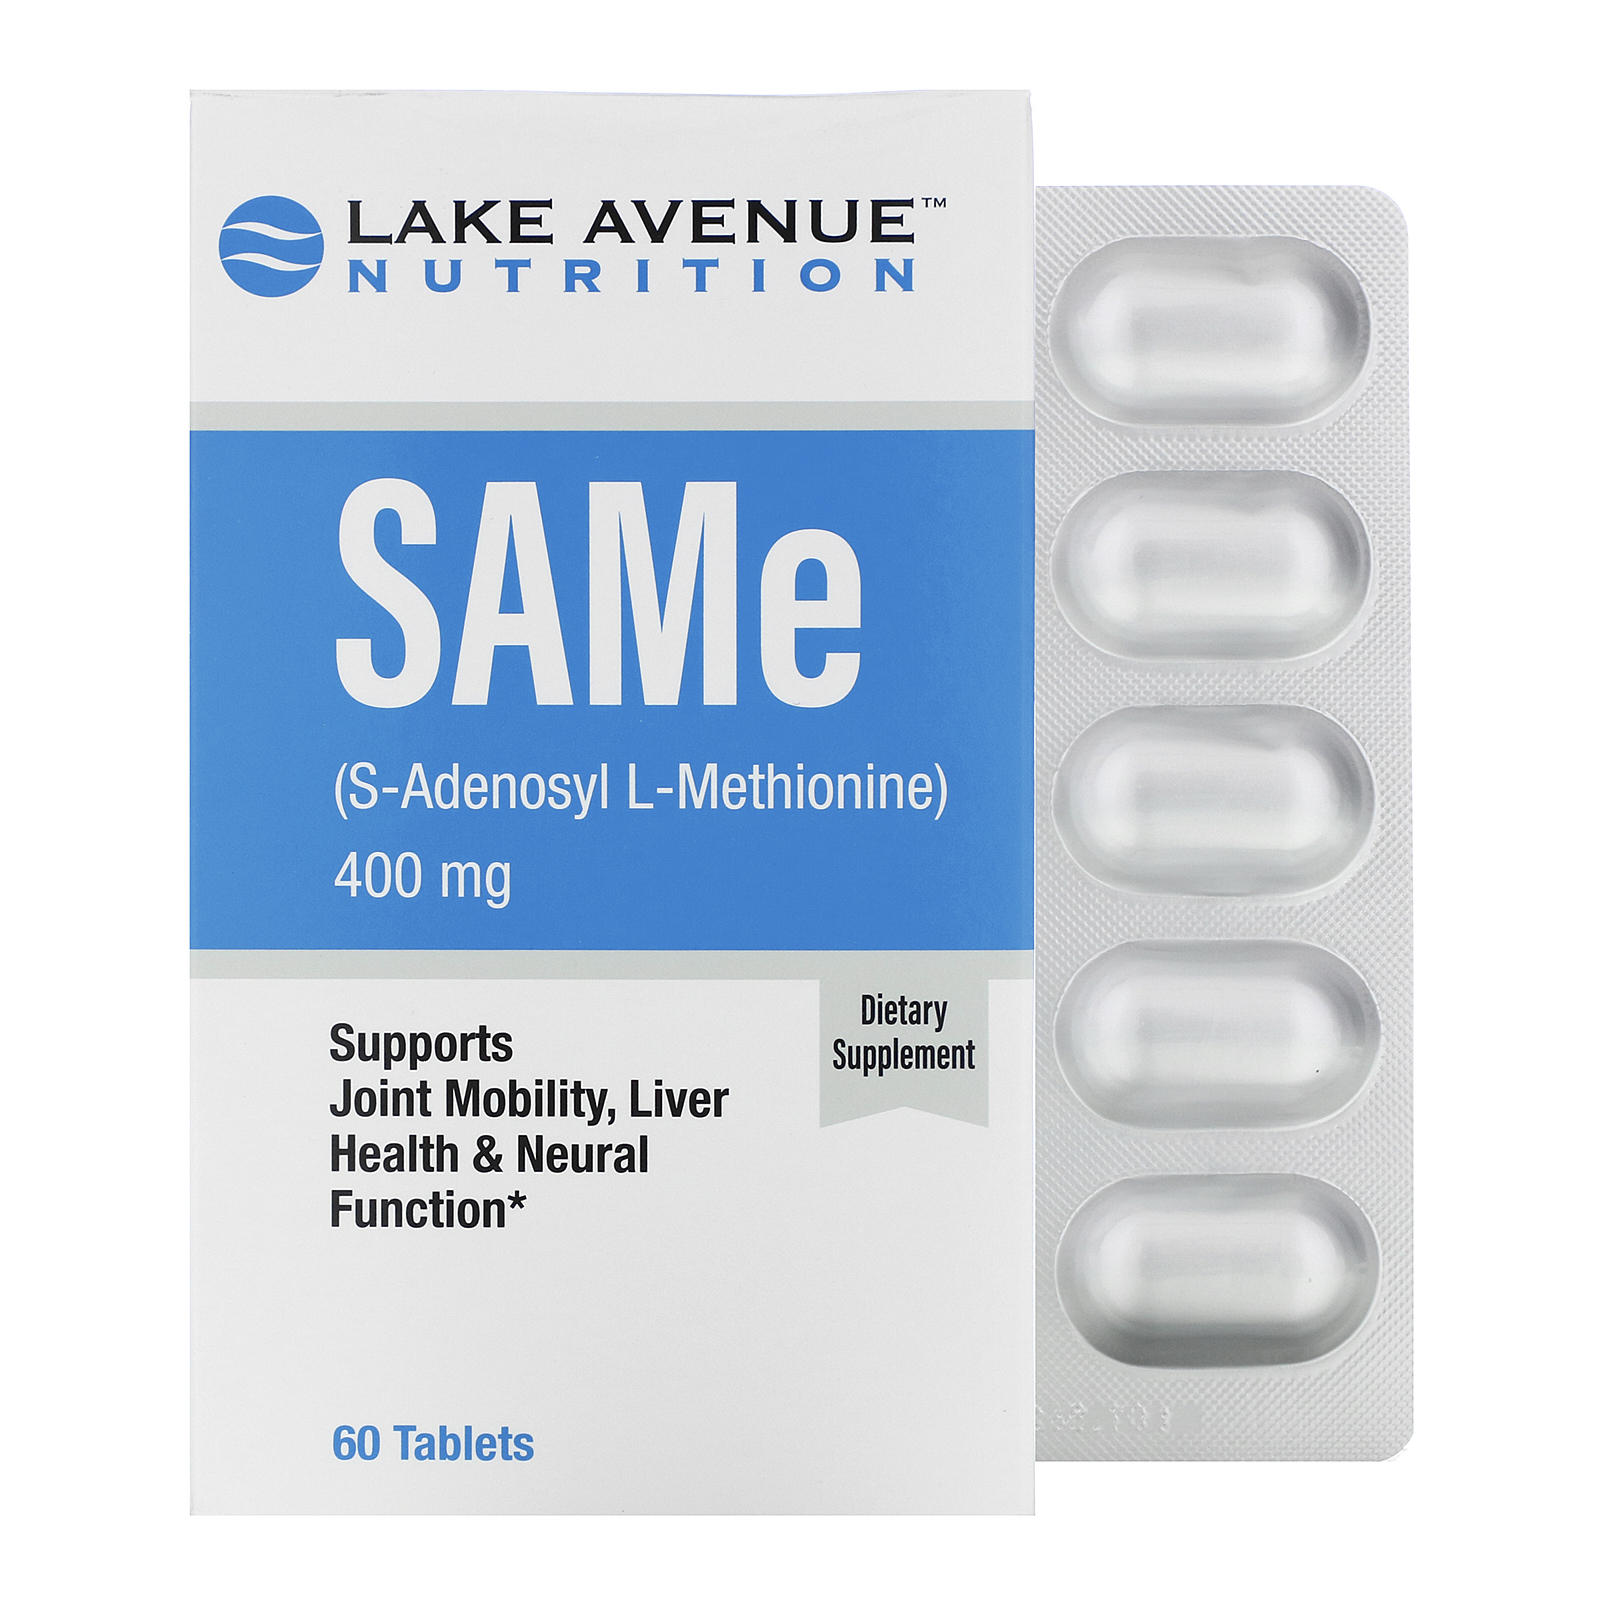 LAKE AVENUE™
NUTRITION
SAMe
(S-Adenosyl L-Methionine)
400 mg
Dietary
Supplement
Supports
Joint Mobility, Liver
Health & Neural
Function*
60 Tablets